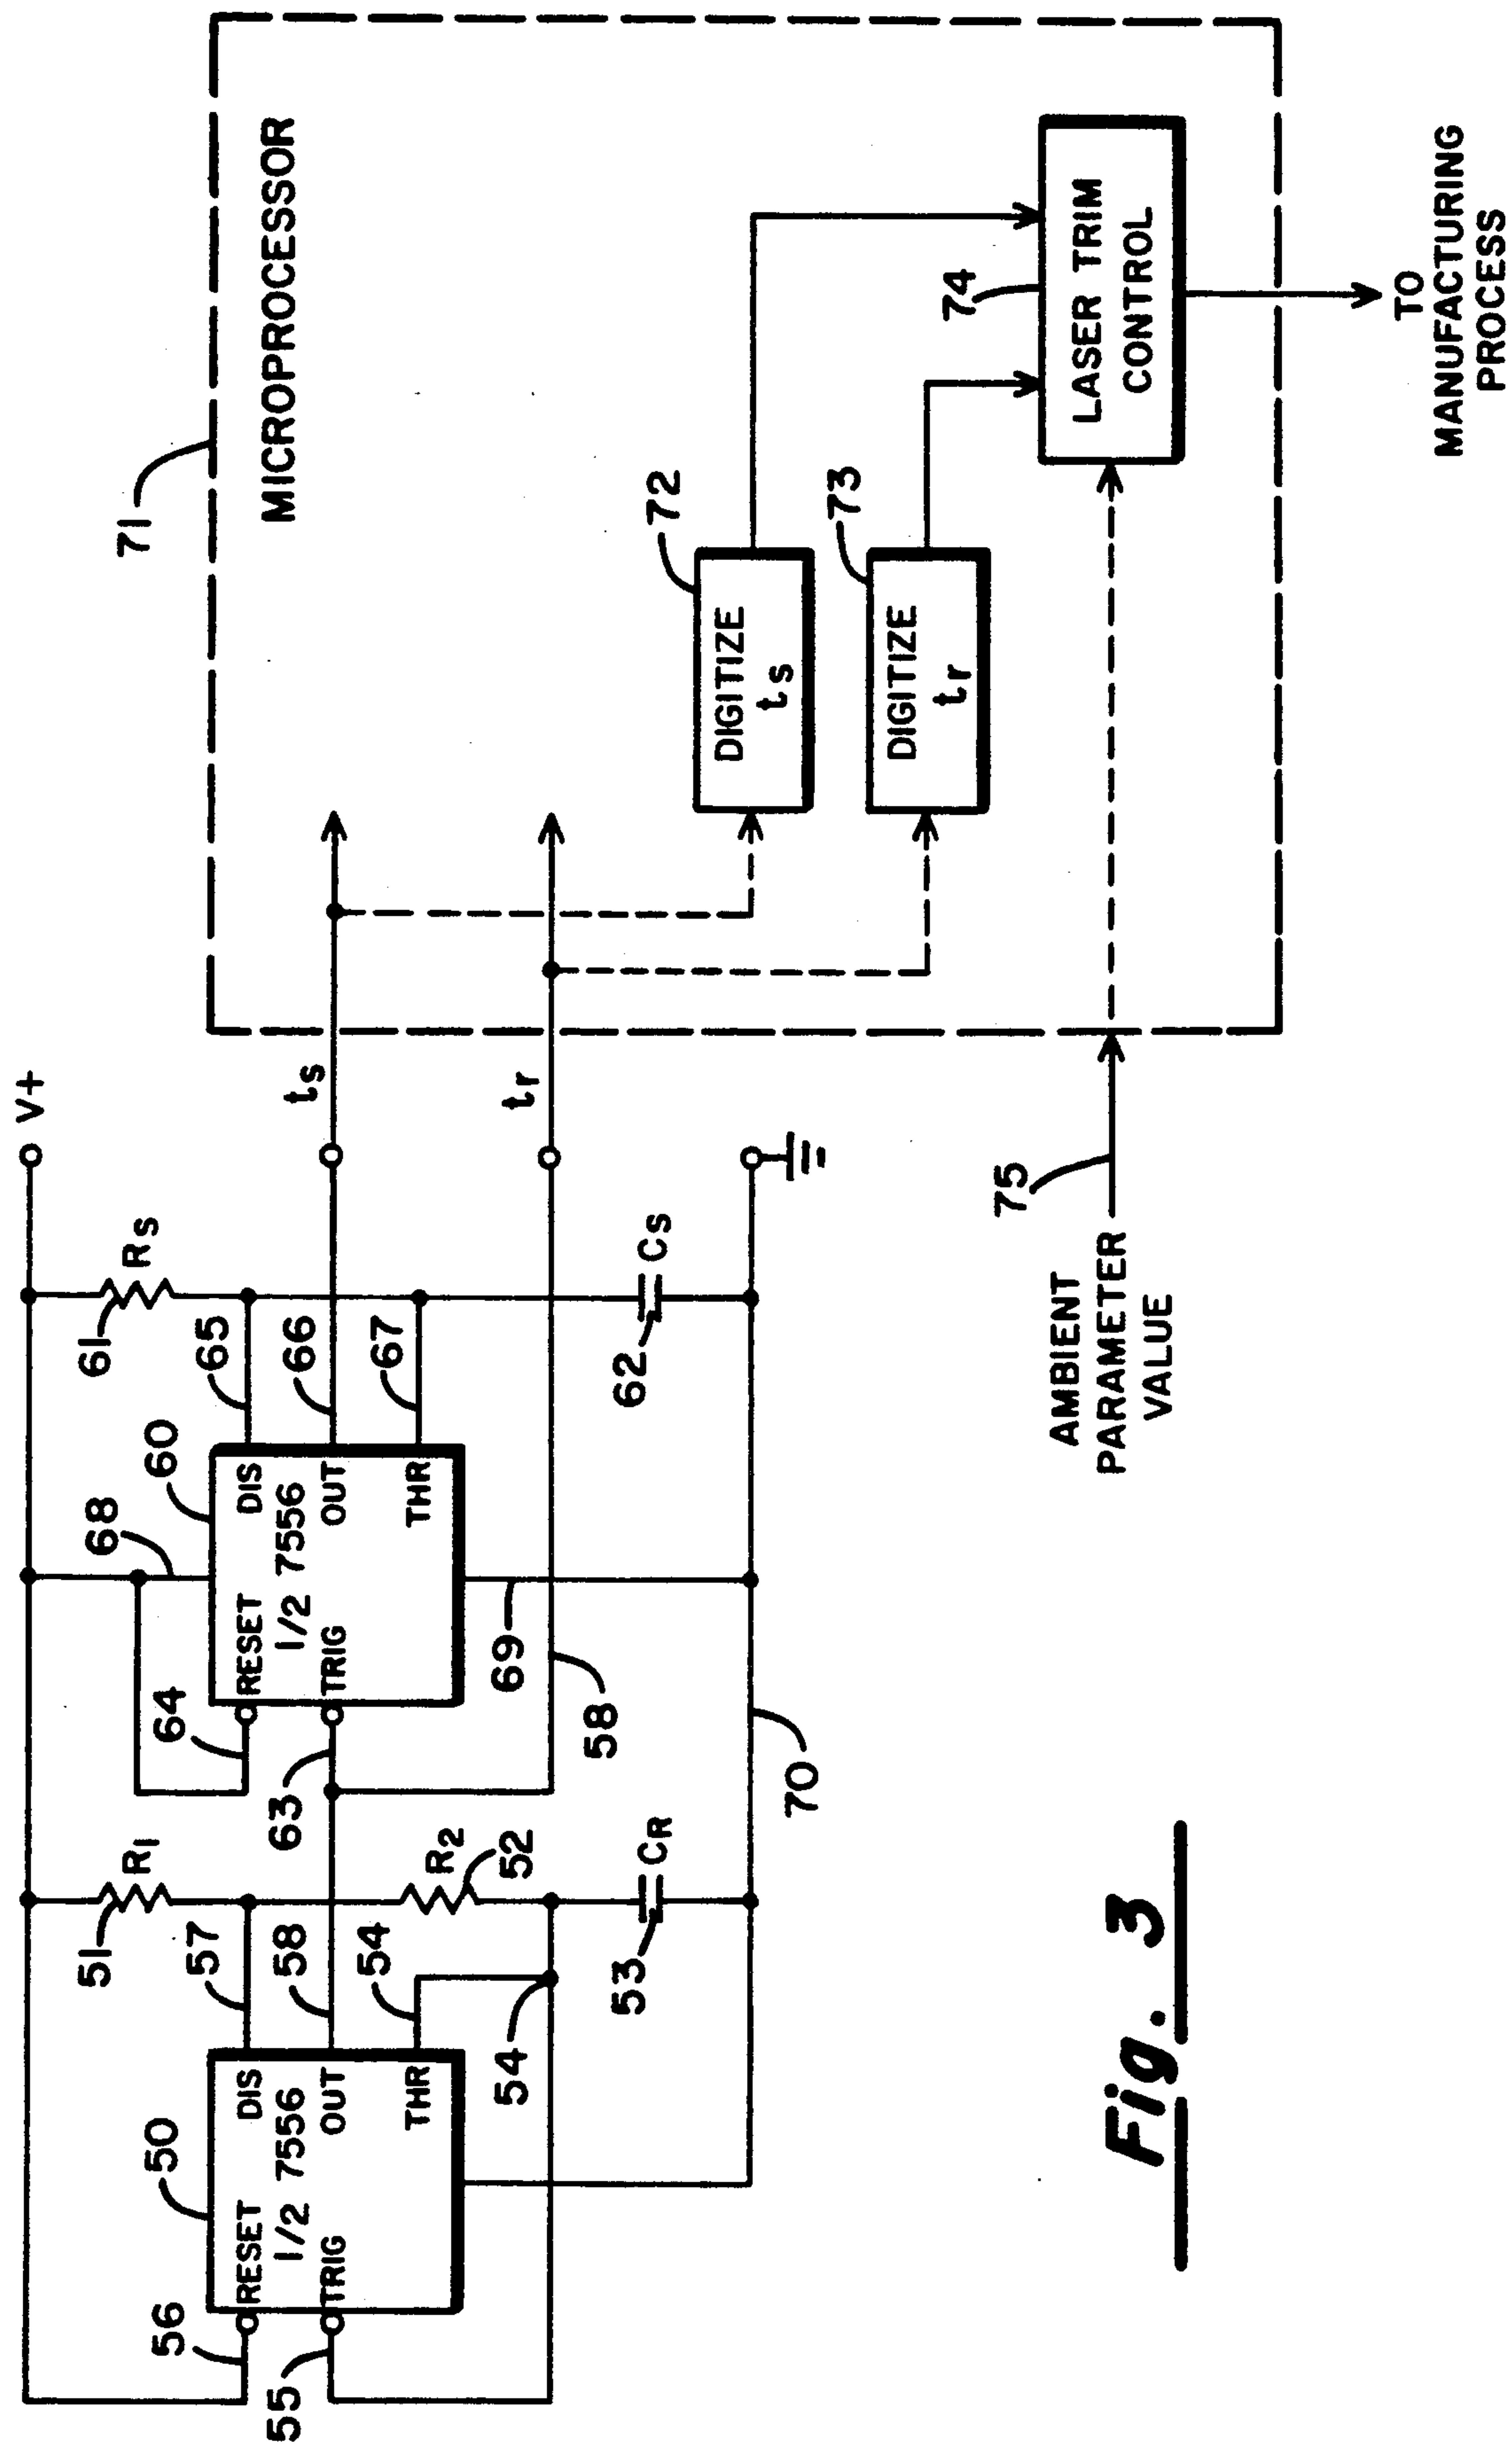 V+
R1
51
R2
52
CR
53
54
54
55
56
57
58
50
RESET
DIS
1/2 7556
TRIG
OUT
THR
RS
61
CS
62
63
64
65
66
67
68
69
58
70
60
RESET
DIS
1/2 7556
TRIG
OUT
THR
ts
tr
71
MICROPROCESSOR
DIGITIZE
ts
72
DIGITIZE
tr
73
74
LASER TRIM
CONTROL
75
AMBIENT
PARAMETER
VALUE
TO
MANUFACTURING
PROCESS
Fig. 3